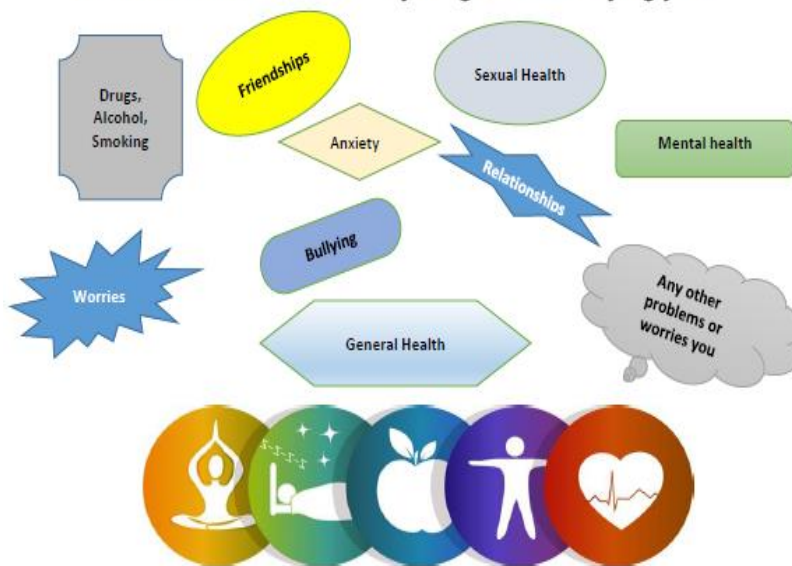 Friendships
Sexual Health
Drugs,
Alcohol,
Smoking
Anxiety
Mental health
Relationships
Bullying
Worries
Any other
problems or
worries you
General Health